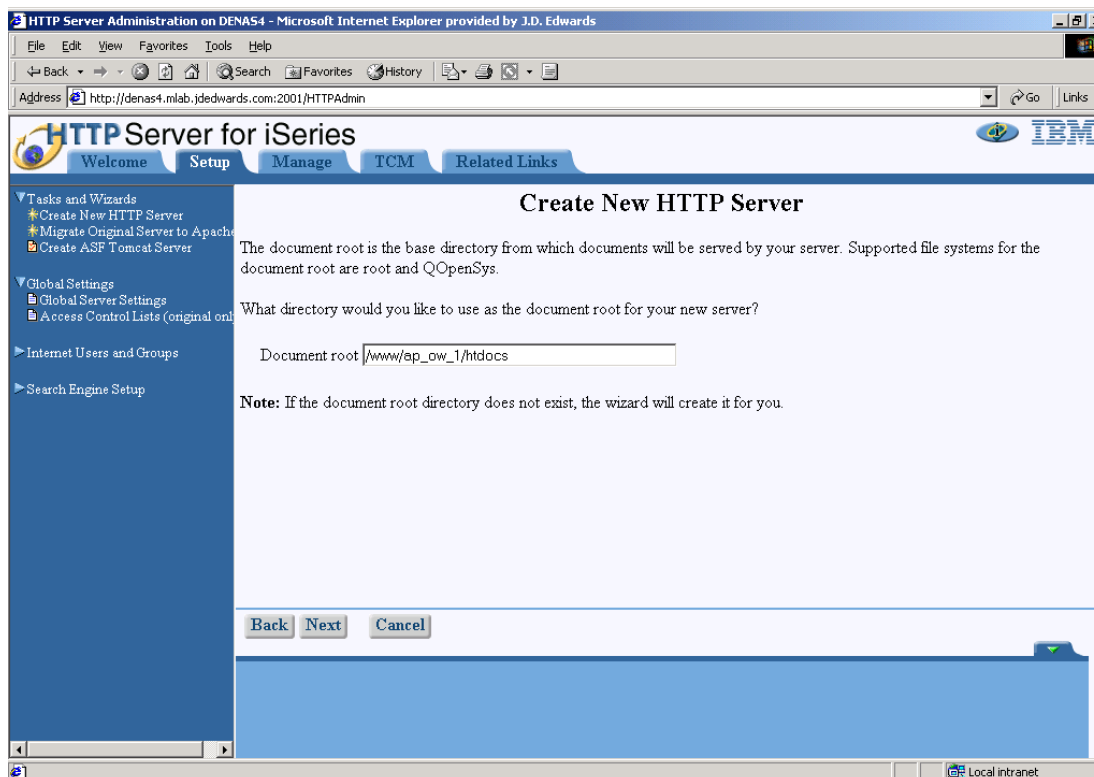 HTTP Server Administration on DENAS4 - Microsoft Internet Explorer provided by J.D. Edwards
File Edit View Favorites Tools Help
Back Search Favorites History
Address http://denas4.mlab.jdedwards.com:2001/HTTPAdmin Go Links
HTTP Server for iSeries IBM
Welcome Setup Manage TCM Related Links
Tasks and Wizards
Create New HTTP Server
Migrate Original Server to Apache
Create ASF Tomcat Server
Global Settings
Global Server Settings
Access Control Lists (original onl
Internet Users and Groups
Search Engine Setup
Create New HTTP Server
The document root is the base directory from which documents will be served by your server. Supported file systems for the
document root are root and QOpenSys.
What directory would you like to use as the document root for your new server?
Document root /www/ap_ow_1/htdocs
Note: If the document root directory does not exist, the wizard will create it for you.
Back Next Cancel
Local intranet